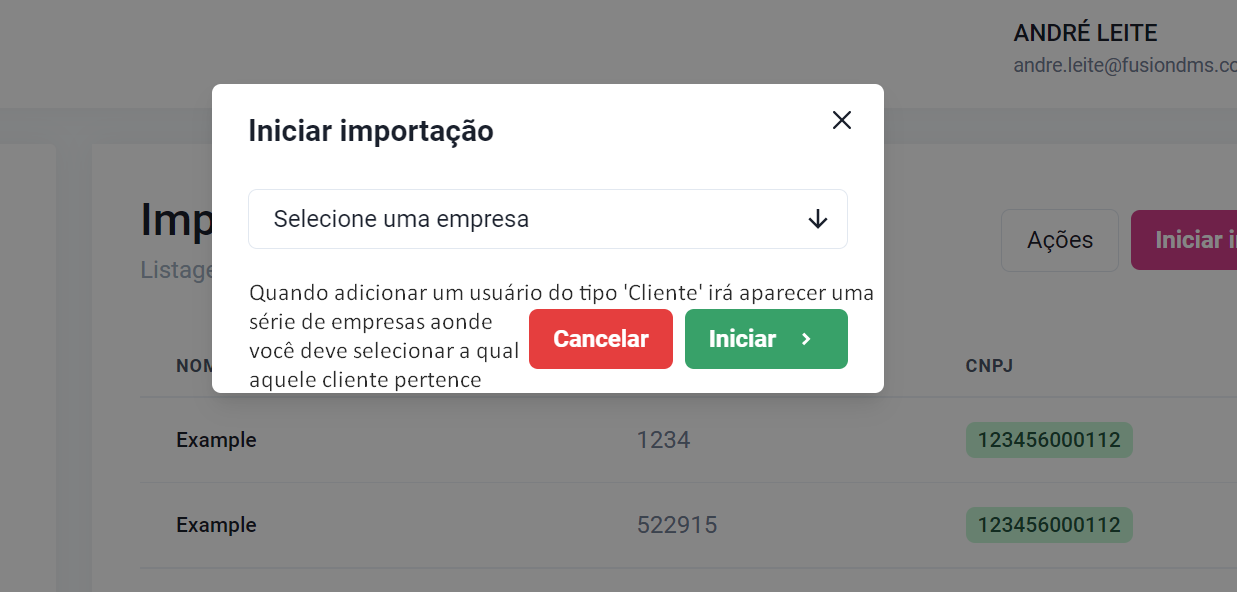 ANDRÉ LEITE
andre.leite@fusiondms.co
Iniciar importação
Selecione uma empresa
Imp
Listage
Ações
Iniciar i
Quando adicionar um usuário do tipo 'Cliente' irá aparecer uma
série de empresas aonde
você deve selecionar a qual
aquele cliente pertence
Cancelar
Iniciar
NOM
CNPJ
Example 1234 123456000112
Example 522915 123456000112